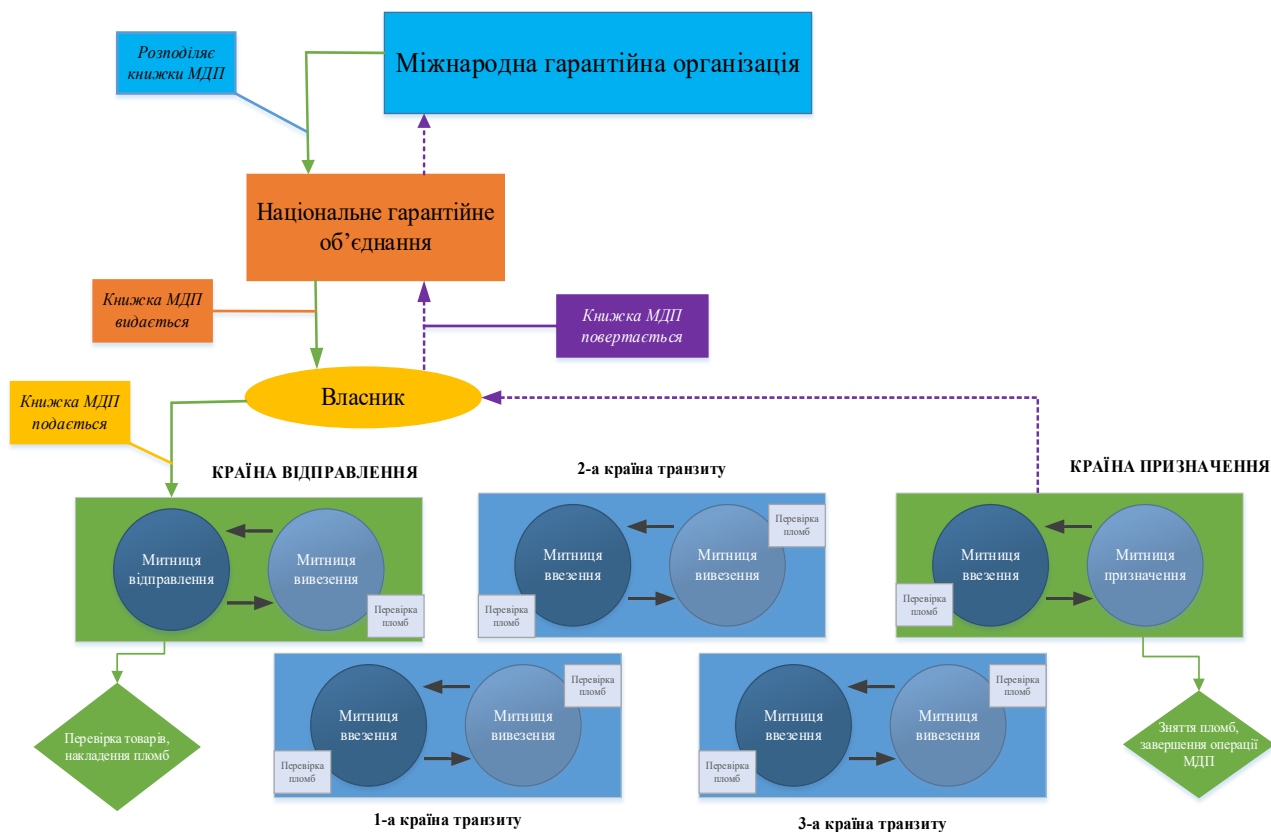 Розподіляє
книжки МДП
Міжнародна гарантійна організація
Національне гарантійне
об’єднання
Книжка МДП
видається
Книжка МДП
повертається
Книжка МДП
подається
Власник
КРАЇНА ВІДПРАВЛЕННЯ
2-а країна транзиту
КРАЇНА ПРИЗНАЧЕННЯ
Митниця
відправлення
Митниця
вивезення
Перевірка
пломб
Митниця
ввезення
Митниця
вивезення
Перевірка
пломб
Перевірка
пломб
Митниця
ввезення
Митниця
призначення
Перевірка
пломб
Перевірка товарів,
накладення пломб
Митниця
ввезення
Митниця
вивезення
Перевірка
пломб
Перевірка
пломб
1-а країна транзиту
Митниця
ввезення
Митниця
вивезення
Перевірка
пломб
Перевірка
пломб
3-а країна транзиту
Зняття пломб,
завершення операції
МДП